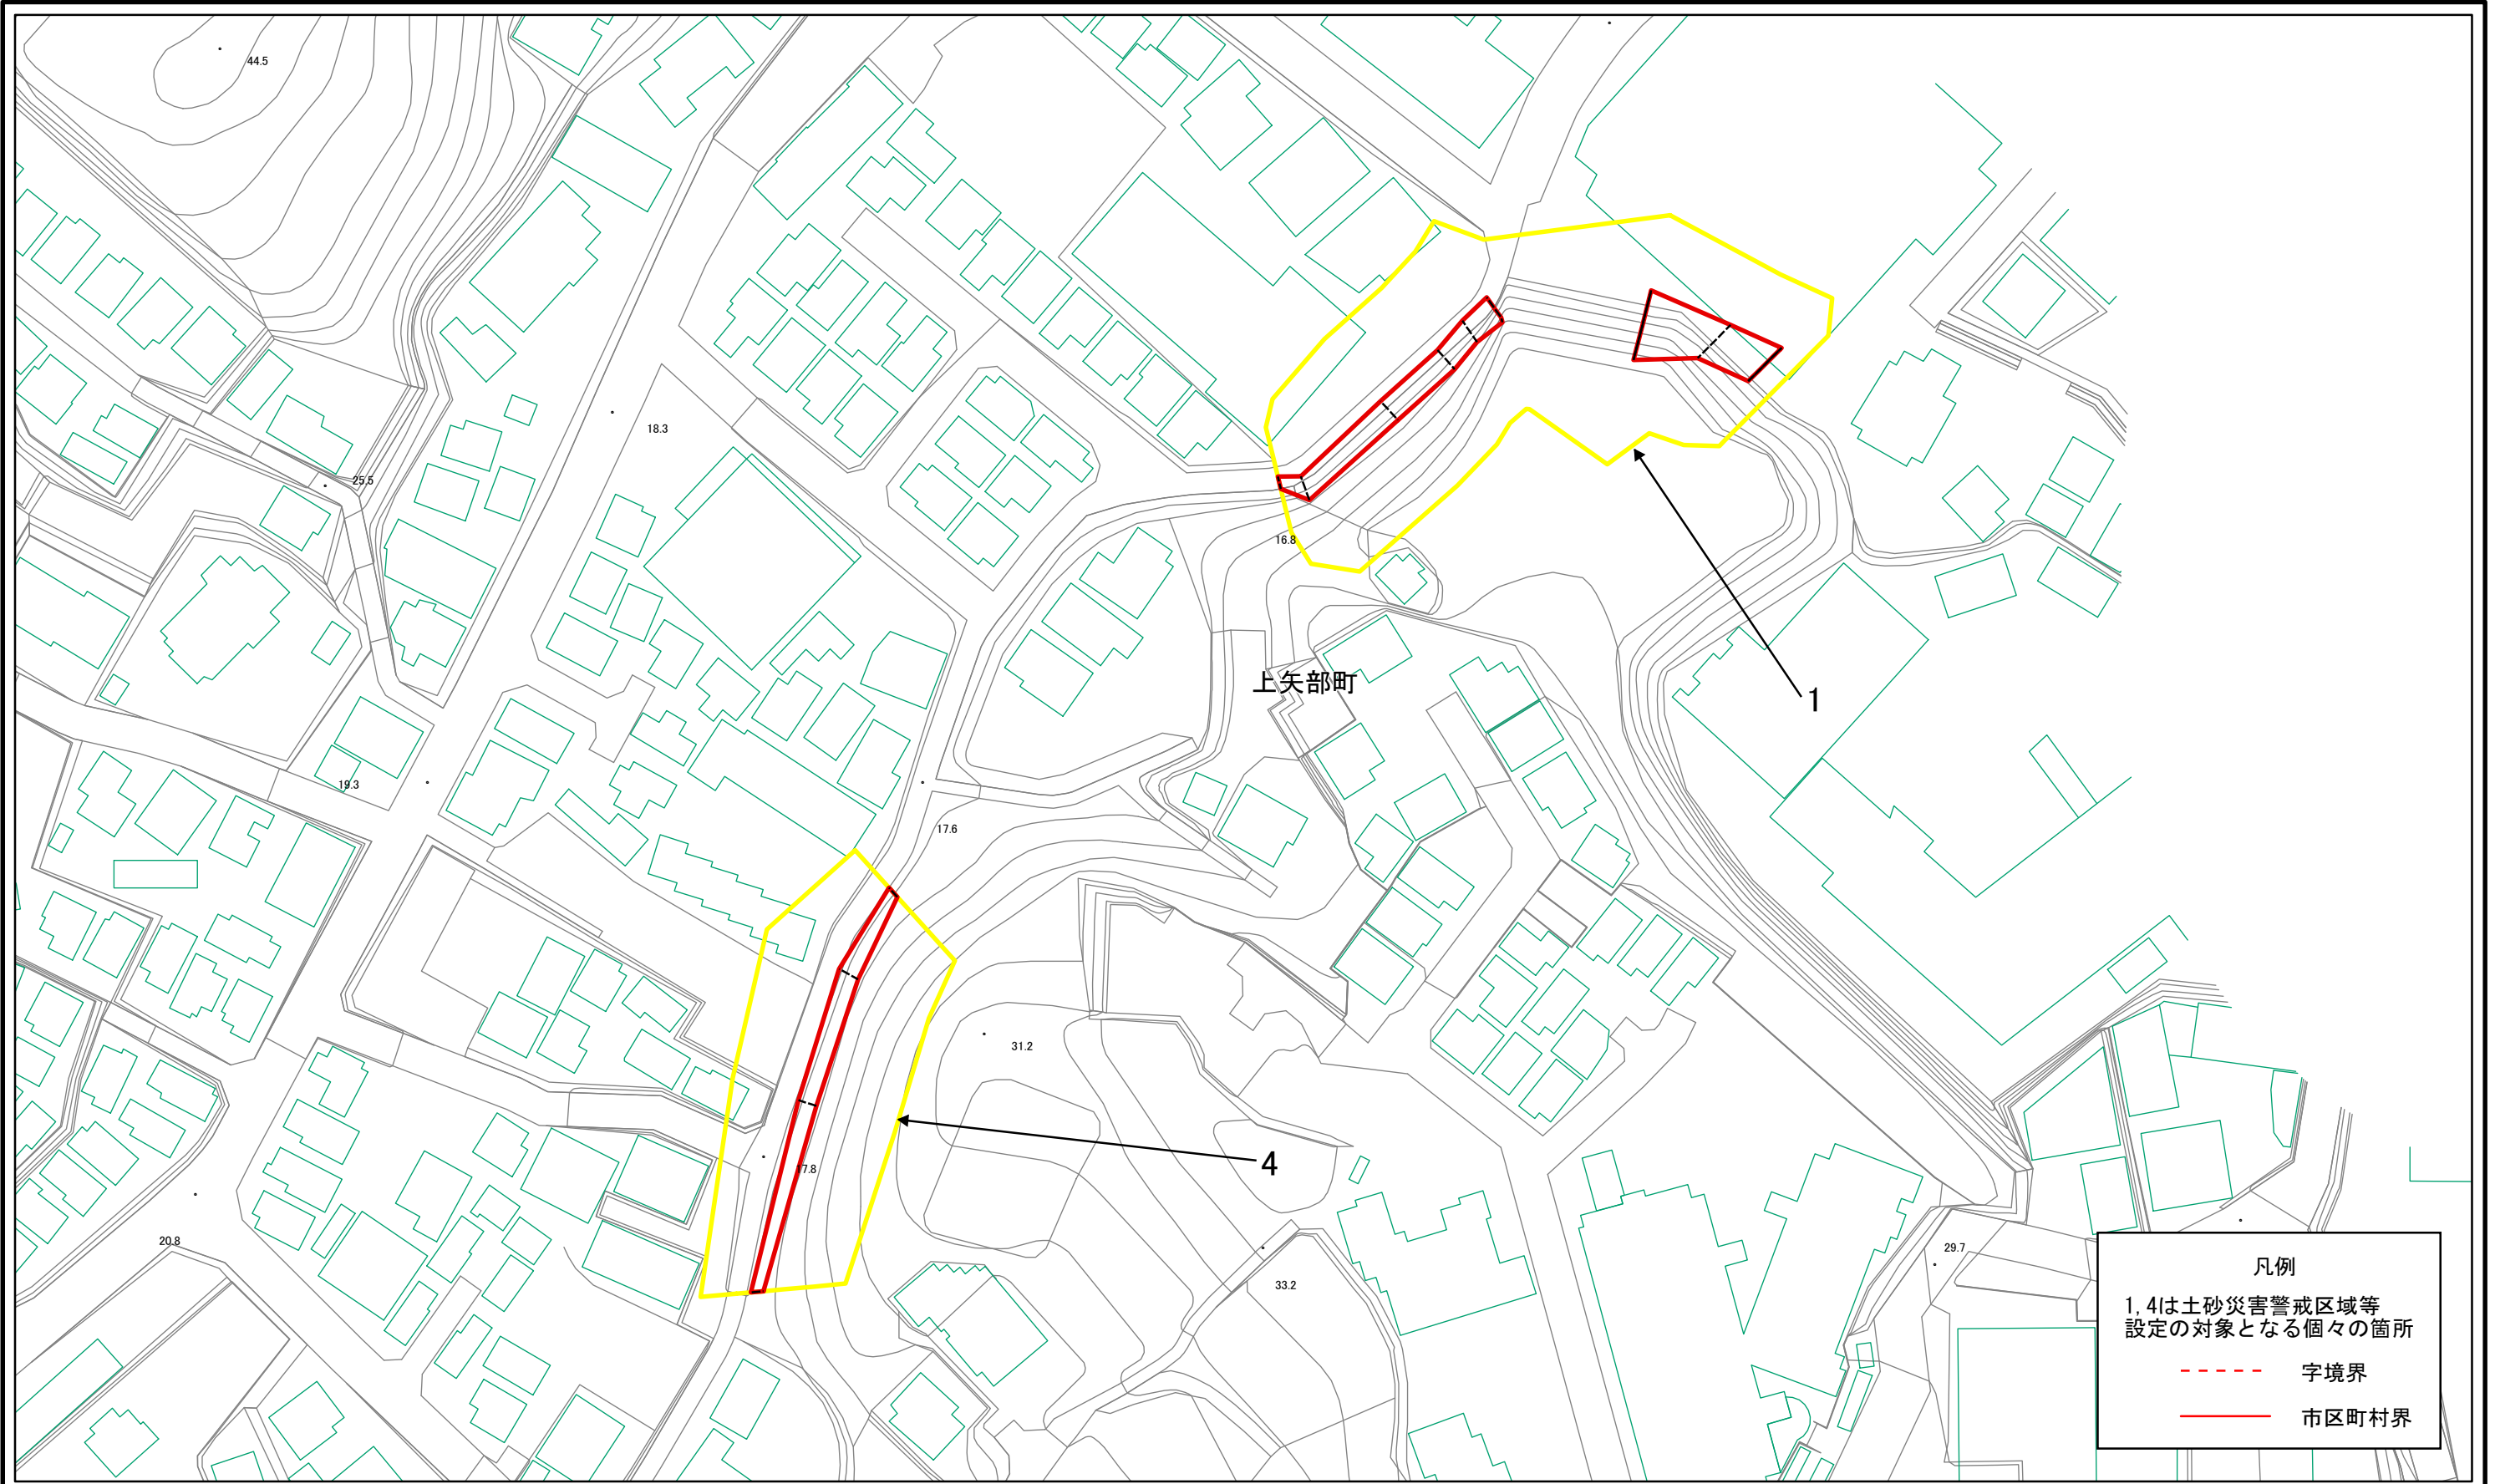 44.5
18.3
25.5
16.8
上矢部町
1
19.3
17.6
31.2
4
17.8
20.8
29.7
33.2
凡例
1,4は土砂災害警戒区域等
設定の対象となる個々の箇所
字境界
市区町村界